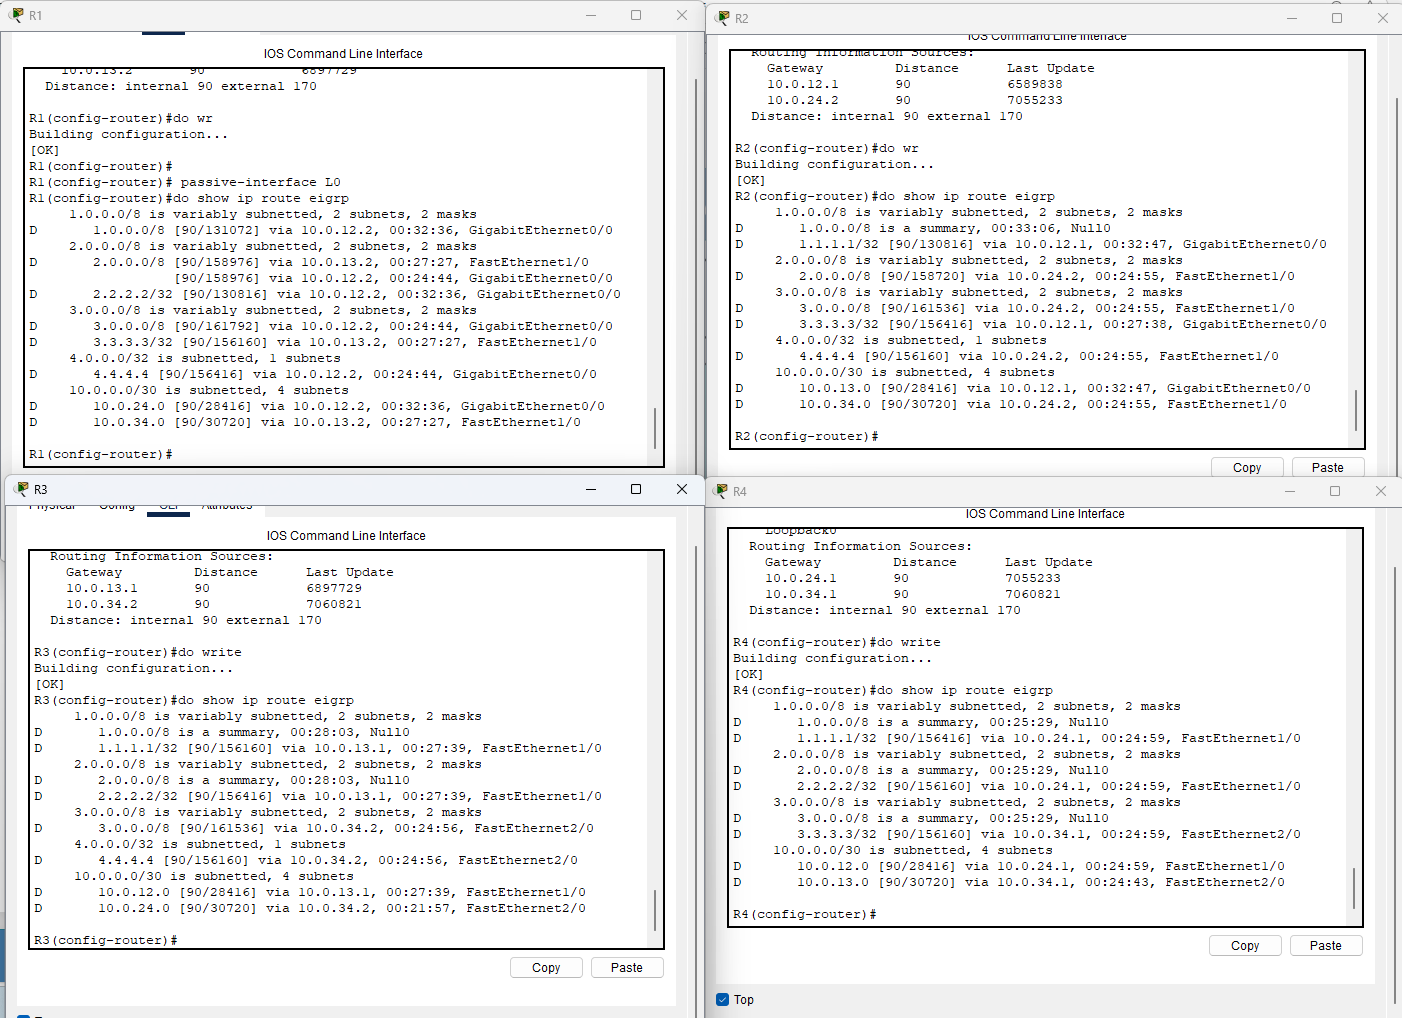 R1
IOS Command Line Interface
10.0.13.2 90 6897729
Distance: internal 90 external 170
R1(config-router)#do wr
Building configuration...
[OK]
R1(config-router)#
R1(config-router)# passive-interface L0
R1(config-router)#do show ip route eigrp
1.0.0.0/8 is variably subnetted, 2 subnets, 2 masks
D 1.0.0.0/8 [90/131072] via 10.0.12.2, 00:32:36, GigabitEthernet0/0
2.0.0.0/8 is variably subnetted, 2 subnets, 2 masks
D 2.0.0.0/8 [90/158976] via 10.0.13.2, 00:27:27, FastEthernet1/0
[90/158976] via 10.0.12.2, 00:24:44, GigabitEthernet0/0
D 2.2.2.2/32 [90/130816] via 10.0.12.2, 00:32:36, GigabitEthernet0/0
3.0.0.0/8 is variably subnetted, 2 subnets, 2 masks
D 3.0.0.0/8 [90/161792] via 10.0.12.2, 00:24:44, GigabitEthernet0/0
D 3.3.3.3/32 [90/156160] via 10.0.13.2, 00:27:27, FastEthernet1/0
4.0.0.0/32 is subnetted, 1 subnets
D 4.4.4.4 [90/156416] via 10.0.12.2, 00:24:44, GigabitEthernet0/0
10.0.0.0/30 is subnetted, 4 subnets
D 10.0.24.0 [90/28416] via 10.0.12.2, 00:32:36, GigabitEthernet0/0
D 10.0.34.0 [90/30720] via 10.0.13.2, 00:27:27, FastEthernet1/0
R1(config-router)#
R2
IOS Command Line Interface
Routing Information Sources:
Gateway Distance Last Update
10.0.12.1 90 6589838
10.0.24.2 90 7055233
Distance: internal 90 external 170
R2(config-router)#do wr
Building configuration...
[OK]
R2(config-router)#do show ip route eigrp
1.0.0.0/8 is variably subnetted, 2 subnets, 2 masks
D 1.0.0.0/8 is a summary, 00:33:06, Null0
D 1.1.1.1/32 [90/130816] via 10.0.12.1, 00:32:47, GigabitEthernet0/0
2.0.0.0/8 is variably subnetted, 2 subnets, 2 masks
D 2.0.0.0/8 [90/158720] via 10.0.24.2, 00:24:55, FastEthernet1/0
3.0.0.0/8 is variably subnetted, 2 subnets, 2 masks
D 3.0.0.0/8 [90/161536] via 10.0.24.2, 00:24:55, FastEthernet1/0
D 3.3.3.3/32 [90/156416] via 10.0.12.1, 00:27:38, GigabitEthernet0/0
4.0.0.0/32 is subnetted, 1 subnets
D 4.4.4.4 [90/156160] via 10.0.24.2, 00:24:55, FastEthernet1/0
10.0.0.0/30 is subnetted, 4 subnets
D 10.0.13.0 [90/28416] via 10.0.12.1, 00:32:47, GigabitEthernet0/0
D 10.0.34.0 [90/30720] via 10.0.24.2, 00:24:55, FastEthernet1/0
R2(config-router)#
Copy Paste
R3
Physical Config CLI Attributes
IOS Command Line Interface
Routing Information Sources:
Gateway Distance Last Update
10.0.13.1 90 6897729
10.0.34.2 90 7060821
Distance: internal 90 external 170
R3(config-router)#do write
Building configuration...
[OK]
R3(config-router)#do show ip route eigrp
1.0.0.0/8 is variably subnetted, 2 subnets, 2 masks
D 1.0.0.0/8 is a summary, 00:28:03, Null0
D 1.1.1.1/32 [90/156160] via 10.0.13.1, 00:27:39, FastEthernet1/0
2.0.0.0/8 is variably subnetted, 2 subnets, 2 masks
D 2.0.0.0/8 is a summary, 00:28:03, Null0
D 2.2.2.2/32 [90/156416] via 10.0.13.1, 00:27:39, FastEthernet1/0
3.0.0.0/8 is variably subnetted, 2 subnets, 2 masks
D 3.0.0.0/8 [90/161536] via 10.0.34.2, 00:24:56, FastEthernet2/0
4.0.0.0/32 is subnetted, 1 subnets
D 4.4.4.4 [90/156160] via 10.0.34.2, 00:24:56, FastEthernet2/0
10.0.0.0/30 is subnetted, 4 subnets
D 10.0.12.0 [90/28416] via 10.0.13.1, 00:27:39, FastEthernet1/0
D 10.0.24.0 [90/30720] via 10.0.34.2, 00:21:57, FastEthernet2/0
R3(config-router)#
Copy Paste
R4
IOS Command Line Interface
Loopback0
Routing Information Sources:
Gateway Distance Last Update
10.0.24.1 90 7055233
10.0.34.1 90 7060821
Distance: internal 90 external 170
R4(config-router)#do write
Building configuration...
[OK]
R4(config-router)#do show ip route eigrp
1.0.0.0/8 is variably subnetted, 2 subnets, 2 masks
D 1.0.0.0/8 is a summary, 00:25:29, Null0
D 1.1.1.1/32 [90/156416] via 10.0.24.1, 00:24:59, FastEthernet1/0
2.0.0.0/8 is variably subnetted, 2 subnets, 2 masks
D 2.0.0.0/8 is a summary, 00:25:29, Null0
D 2.2.2.2/32 [90/156160] via 10.0.24.1, 00:24:59, FastEthernet1/0
3.0.0.0/8 is variably subnetted, 2 subnets, 2 masks
D 3.0.0.0/8 is a summary, 00:25:29, Null0
D 3.3.3.3/32 [90/156160] via 10.0.34.1, 00:24:59, FastEthernet2/0
10.0.0.0/30 is subnetted, 4 subnets
D 10.0.12.0 [90/28416] via 10.0.24.1, 00:24:59, FastEthernet1/0
D 10.0.13.0 [90/30720] via 10.0.34.1, 00:24:43, FastEthernet2/0
R4(config-router)#
Copy Paste
Top